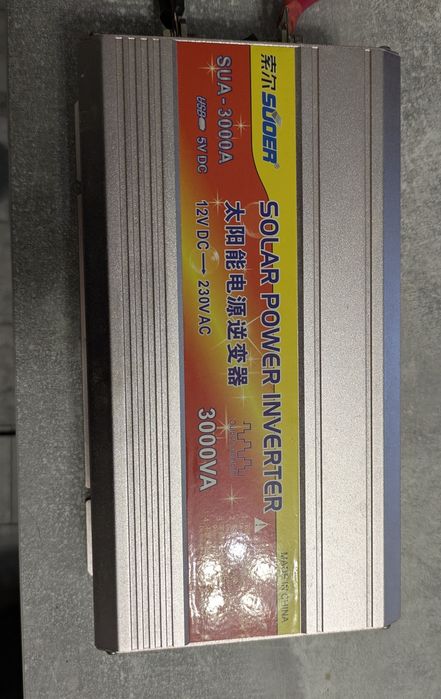 索尔 SUOER
SUA-3000A
USB 5V DC
SOLAR POWER INVERTER
太阳能电源逆变器
12V DC→230V AC
3000VA
MADE IN CHINA